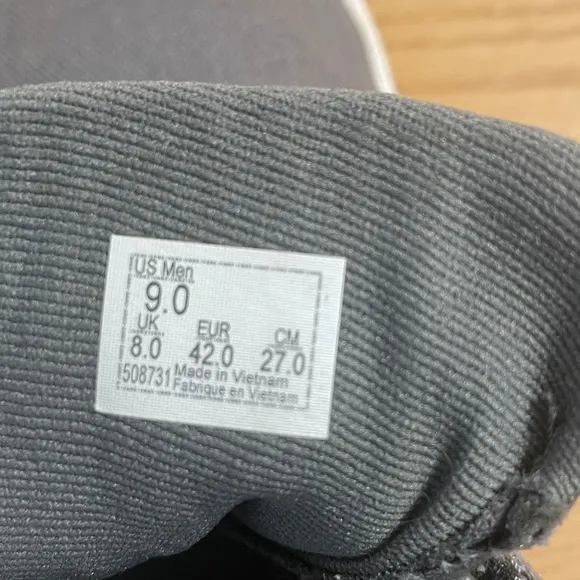 US Men
9.0
UK EUR CM
8.0 42.0 27.0
508731 Made in Vietnam
Fabriqué en Vietnam